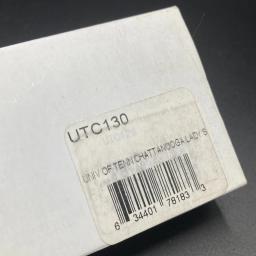 UTC130
UNIV OF TENN CHATTANOOGA LADY'S
6 34401 78183 3